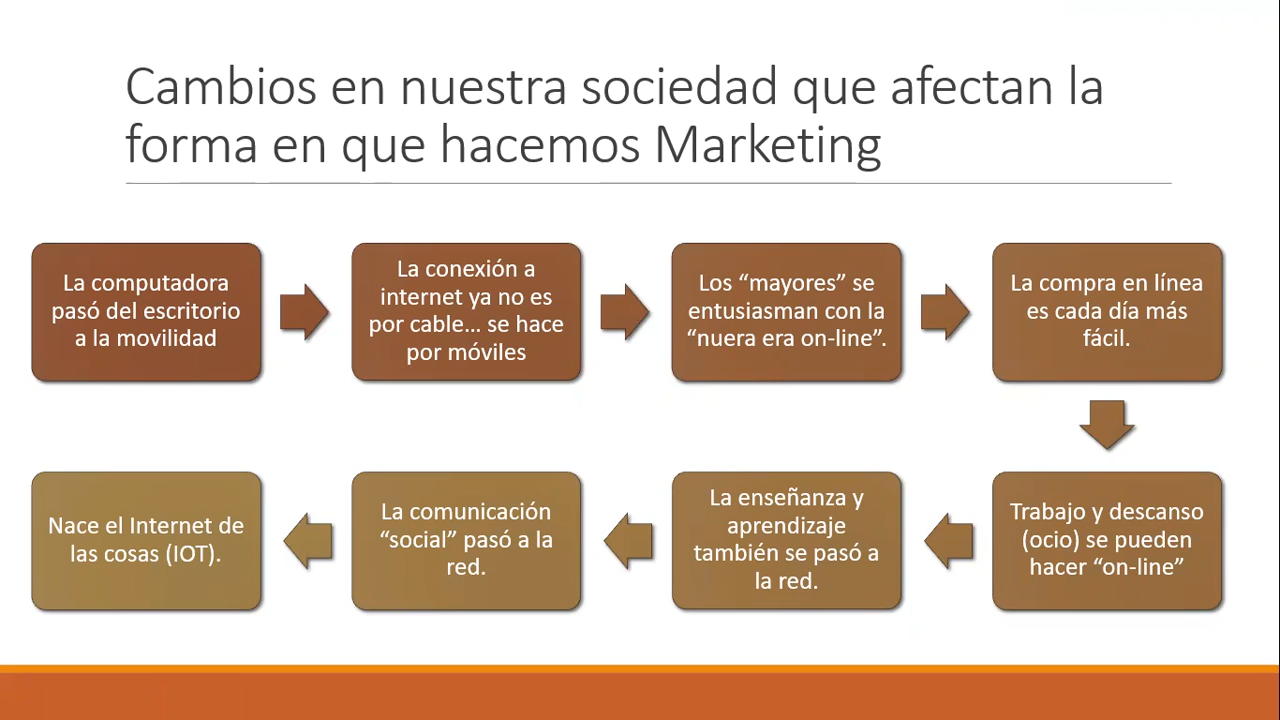 Cambios en nuestra sociedad que afectan la
forma en que hacemos Marketing
La computadora
pasó del escritorio
a la movilidad
La conexión a
internet ya no es
por cable... se hace
por móviles
Los “mayores” se
entusiasman con la
“nuera era on-line”.
La compra en línea
es cada día más
fácil.
Trabajo y descanso
(ocio) se pueden
hacer “on-line”
La enseñanza y
aprendizaje
también se pasó a
la red.
La comunicación
“social” pasó a la
red.
Nace el Internet de
las cosas (IOT).